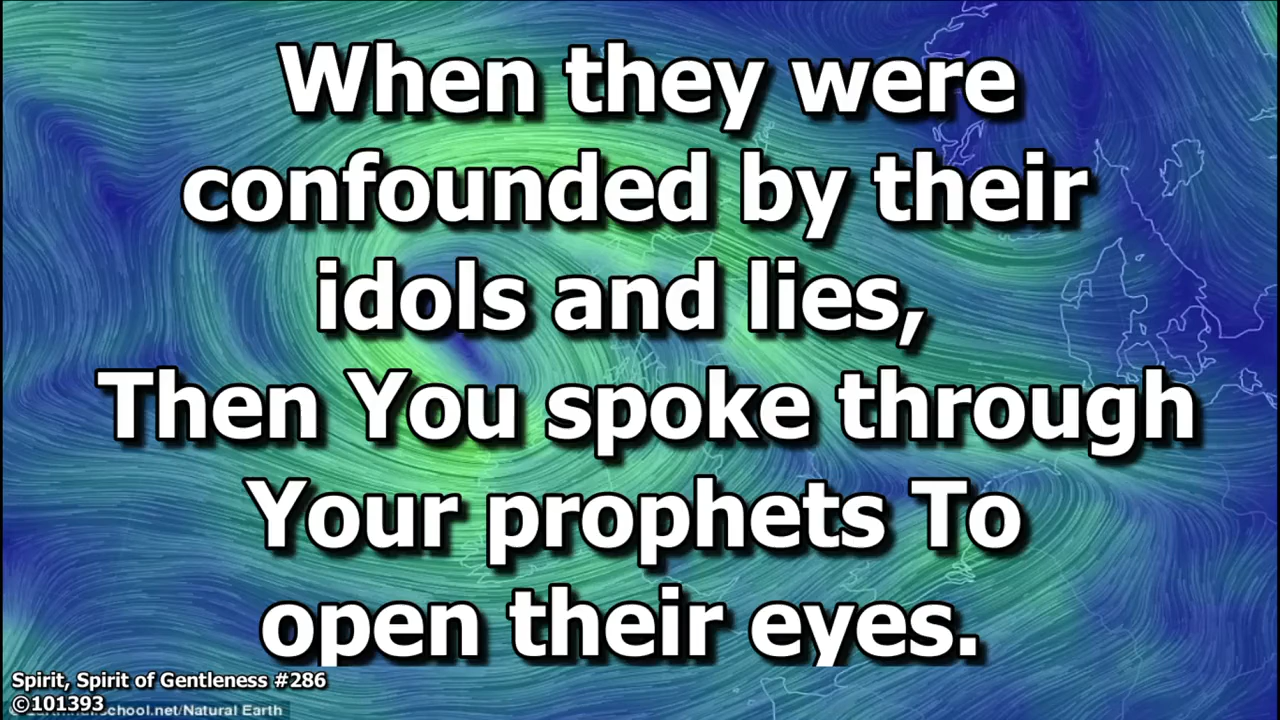 When they were
confounded by their
idols and lies,
Then You spoke through
Your prophets To
open their eyes.
Spirit, Spirit of Gentleness #286
©101393
school.net/Natural Earth